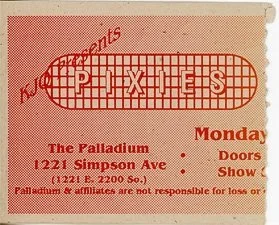 KJQ Presents
PIXIES
Monday
The Palladium
1221 Simpson Ave • Doors
(1221 E. 2200 So.) • Show
Palladium & affiliates are not responsible for loss or